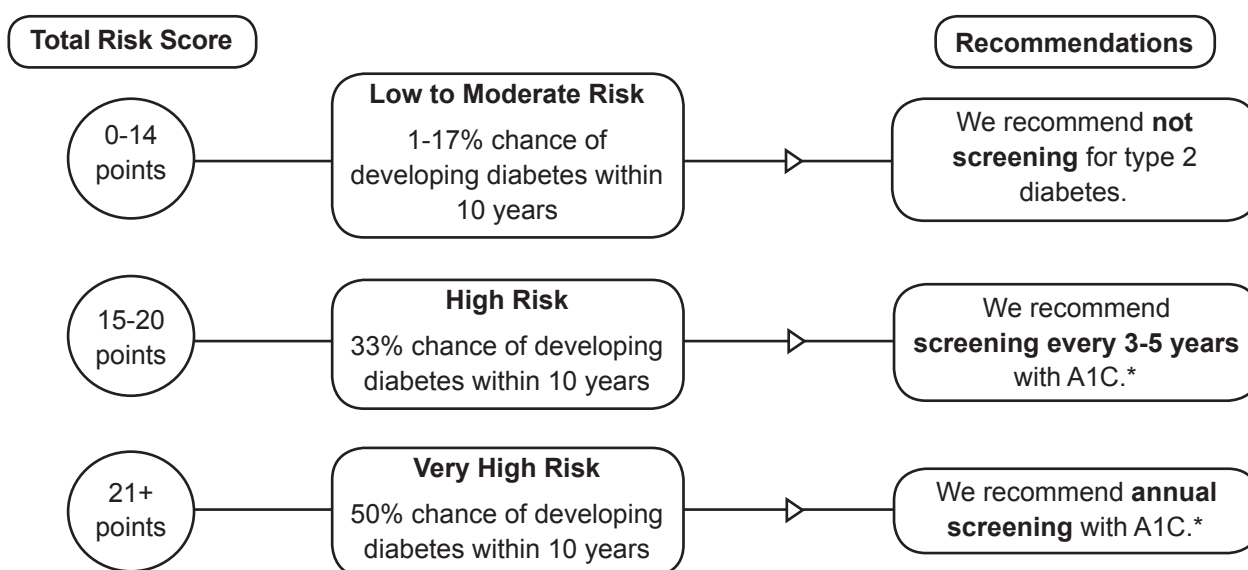 Total Risk Score
Recommendations
0-14
points
Low to Moderate Risk
1-17% chance of
developing diabetes within
10 years
We recommend not
screening for type 2
diabetes.
15-20
points
High Risk
33% chance of developing
diabetes within 10 years
We recommend
screening every 3-5 years
with A1C.*
21+
points
Very High Risk
50% chance of developing
diabetes within 10 years
We recommend annual
screening with A1C.*